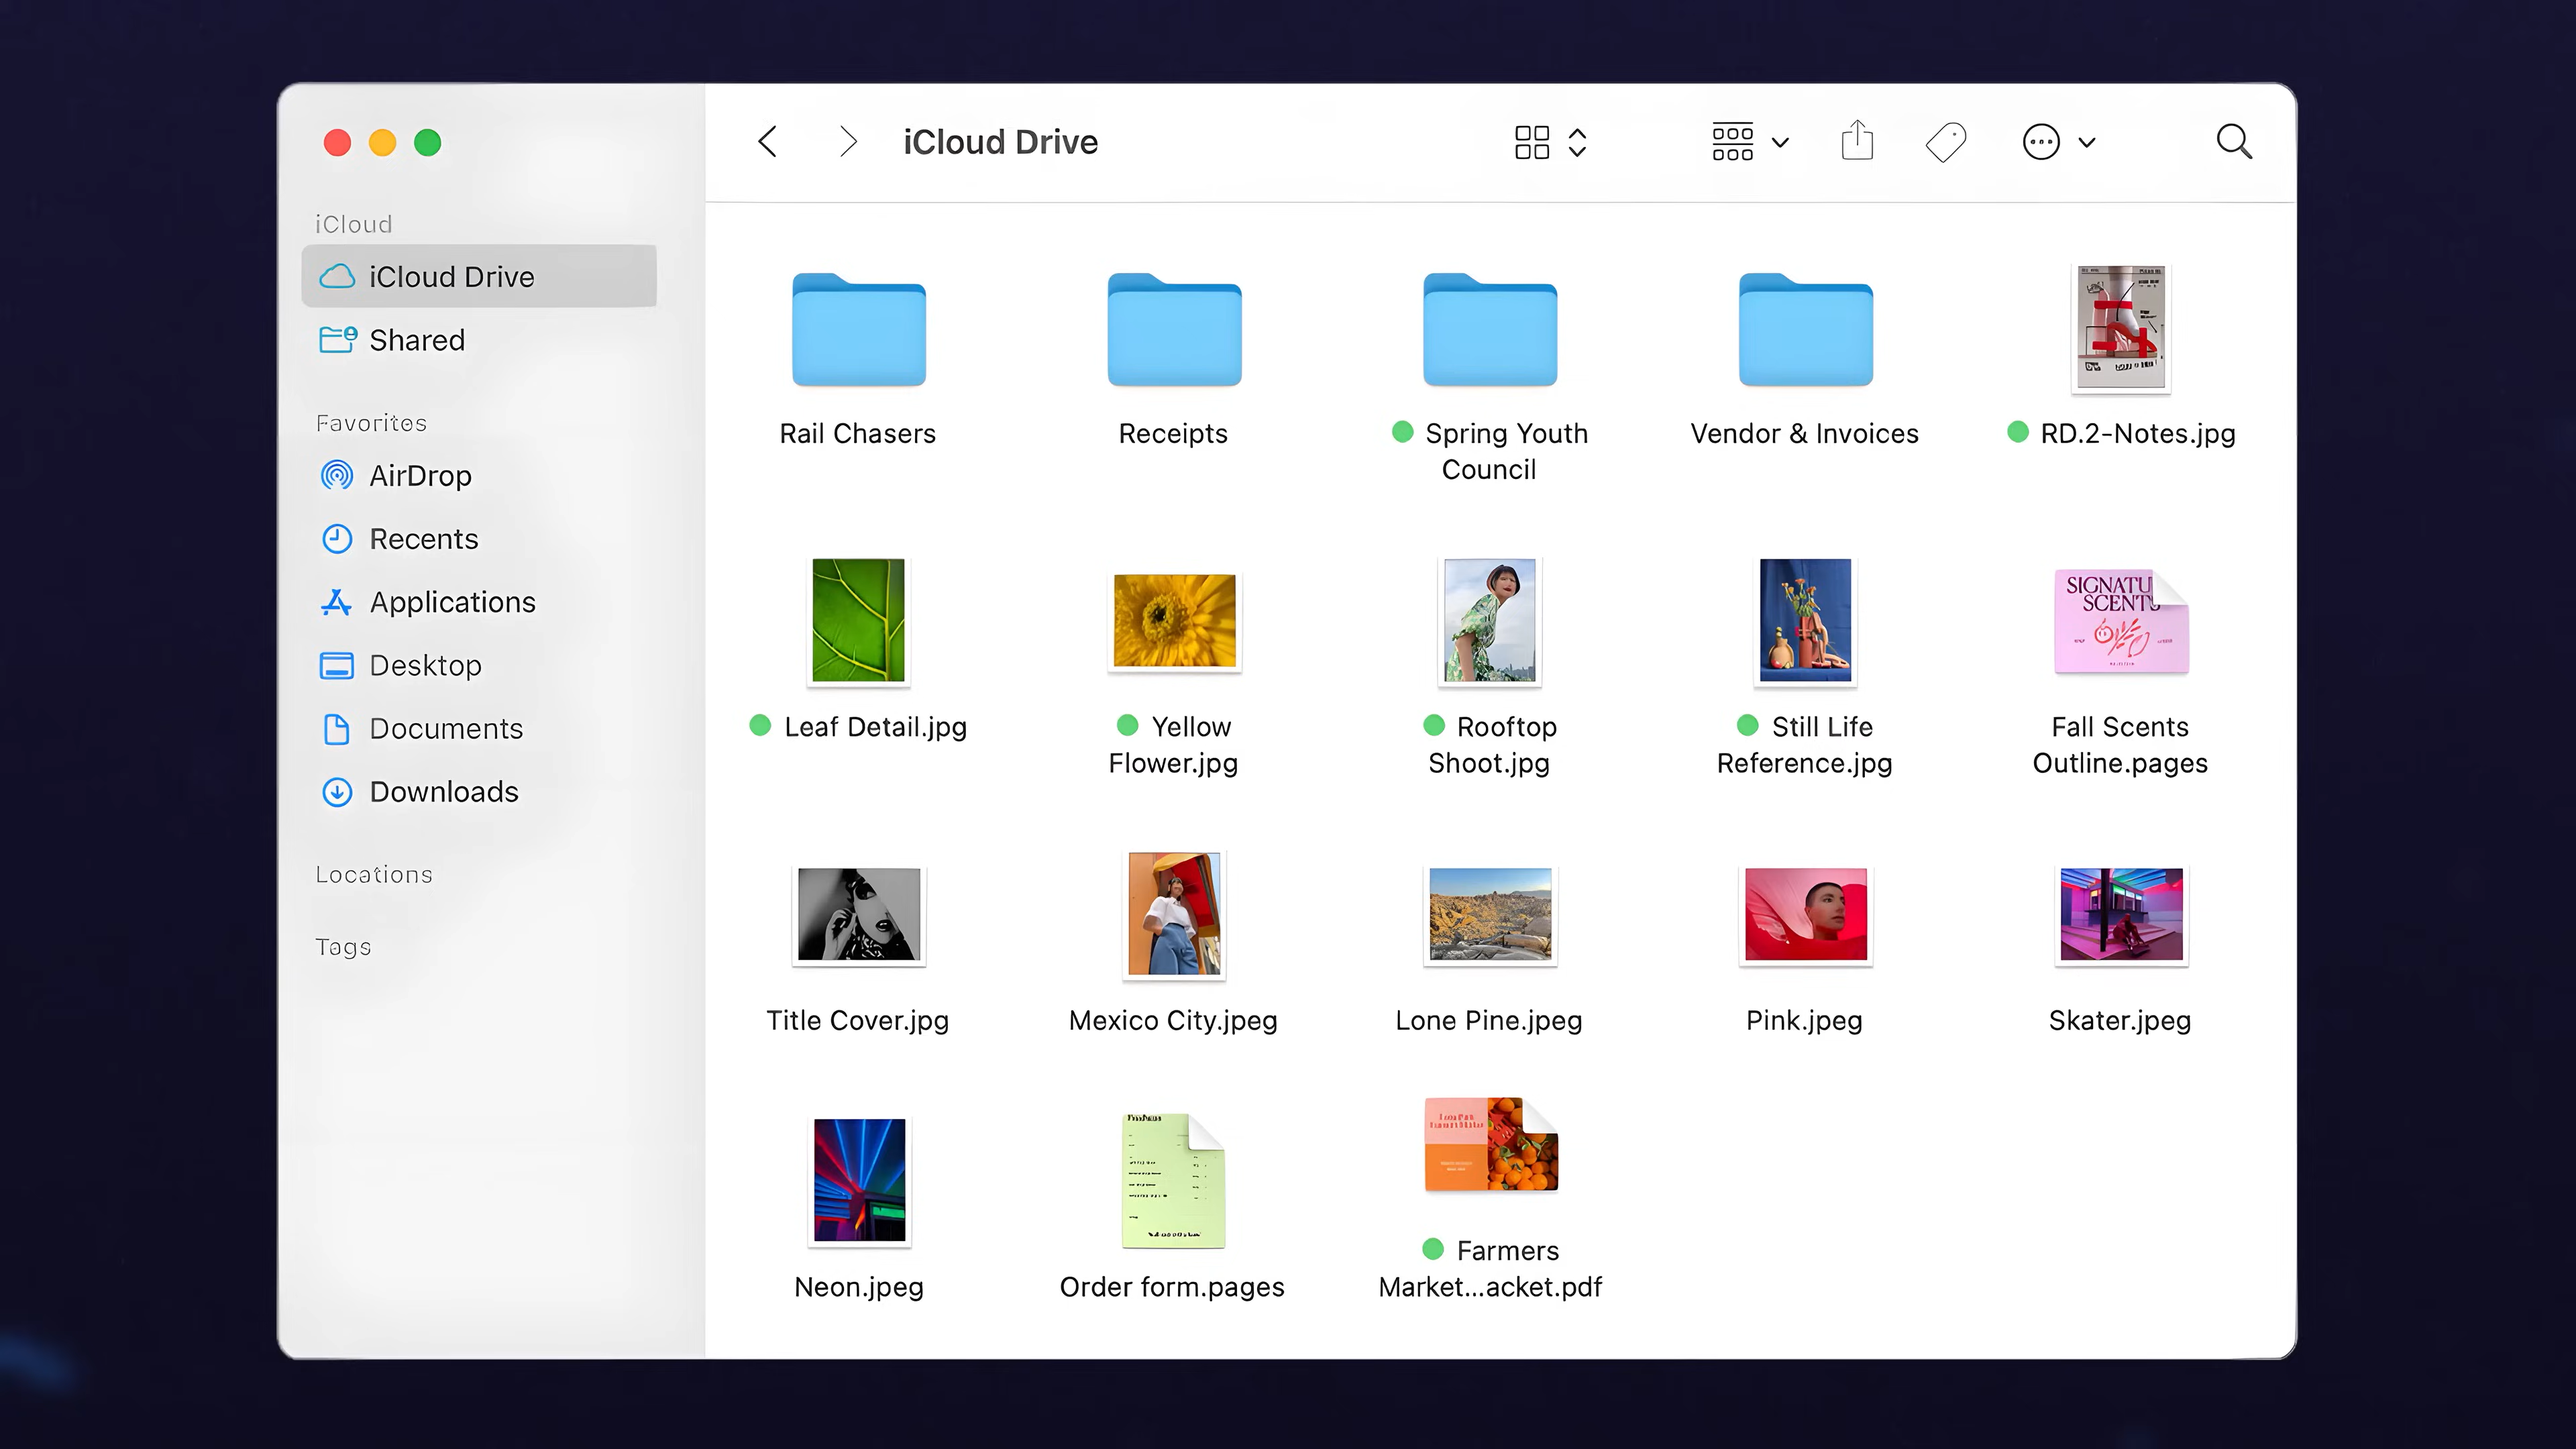 iCloud Drive
iCloud
iCloud Drive
Shared
Favorites
AirDrop
Recents
Applications
Desktop
Documents
Downloads
Locations
Tags
Rail Chasers
Receipts
Spring Youth
Council
Vendor & Invoices
RD.2-Notes.jpg
SIGNATU
SCENTS
Leaf Detail.jpg
Yellow
Flower.jpg
Rooftop
Shoot.jpg
Still Life
Reference.jpg
Fall Scents
Outline.pages
Title Cover.jpg
Mexico City.jpeg
Lone Pine.jpeg
Pink.jpeg
Skater.jpeg
Neon.jpeg
Order form.pages
Farmers
Market...acket.pdf